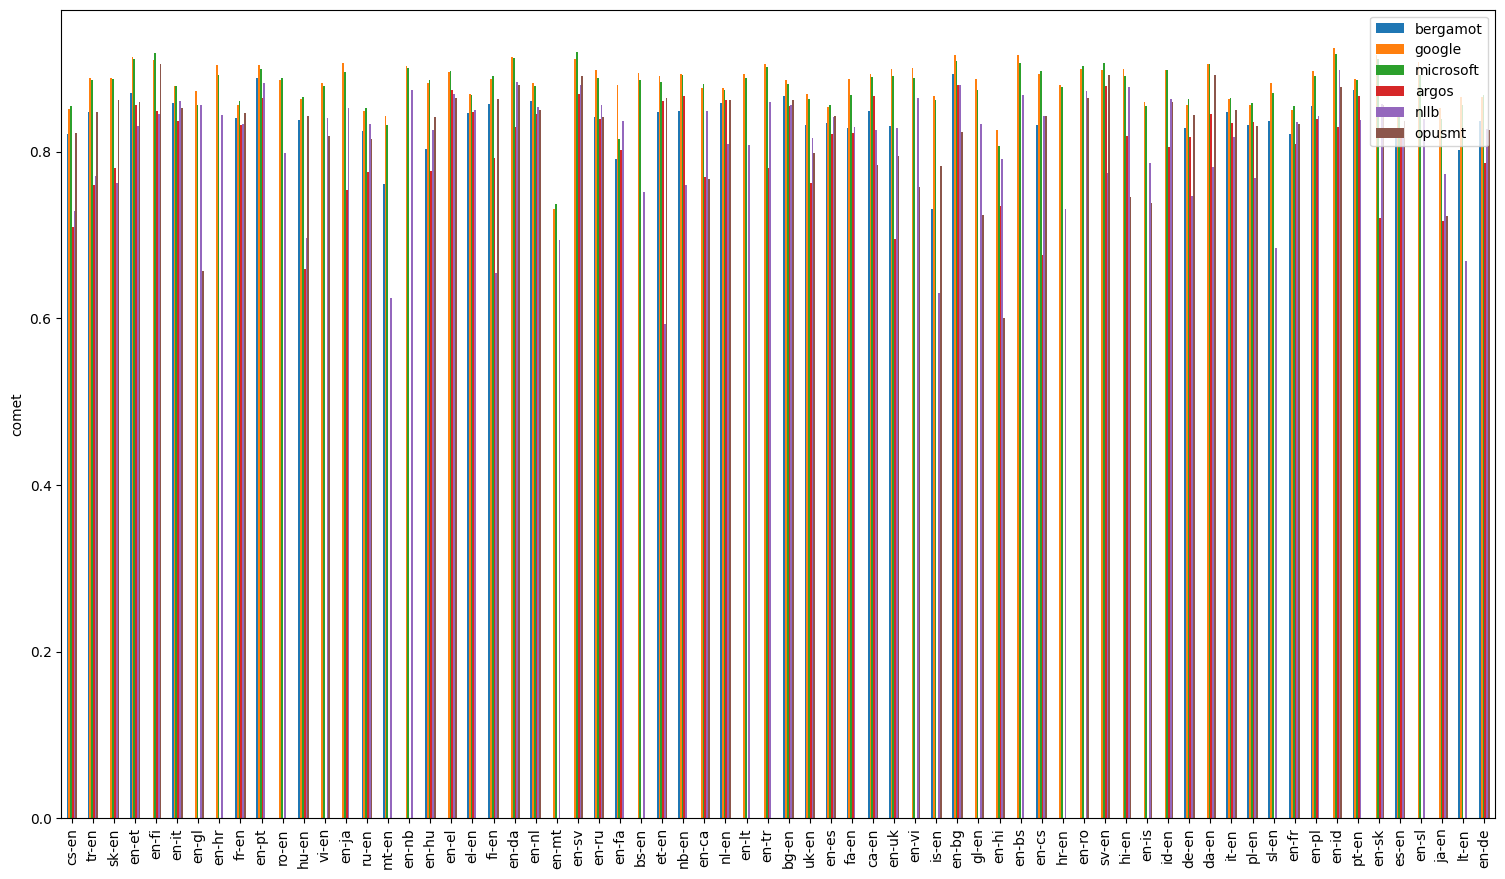 bergamot
google
microsoft
argos
nllb
opusmt
comet
0.8
0.6
0.4
0.2
0.0
cs-en
tr-en
sk-en
en-et
en-fi
en-it
en-gl
en-hr
fr-en
en-pt
ro-en
hu-en
vi-en
en-ja
ru-en
mt-en
en-nb
en-hu
en-el
el-en
fi-en
en-da
en-nl
en-mt
en-sv
en-ru
en-fa
bs-en
et-en
nb-en
en-ca
nl-en
en-lt
en-tr
bg-en
uk-en
en-es
fa-en
ca-en
en-uk
en-vi
is-en
en-bg
gl-en
en-hi
en-bs
en-cs
hr-en
en-ro
sv-en
hi-en
en-is
id-en
de-en
da-en
it-en
pl-en
sl-en
en-fr
en-pl
en-id
pt-en
en-sk
es-en
en-sl
ja-en
lt-en
en-de